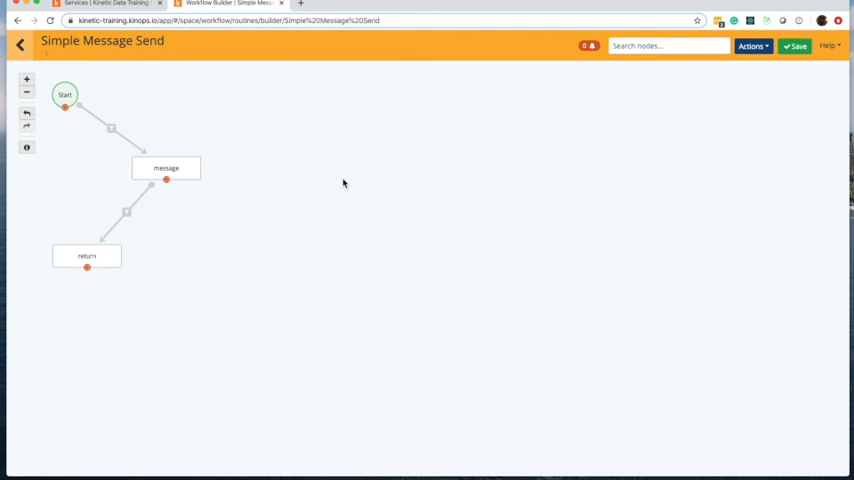 Services | Kinetic Data Training
Workflow Builder | Simple Mess
kinetic-training.kinops.io/app/#/space/workflow/routines/builder/Simple%20Message%20Send
Simple Message Send
0
Search nodes...
Actions
Save
Help
Start
message
return